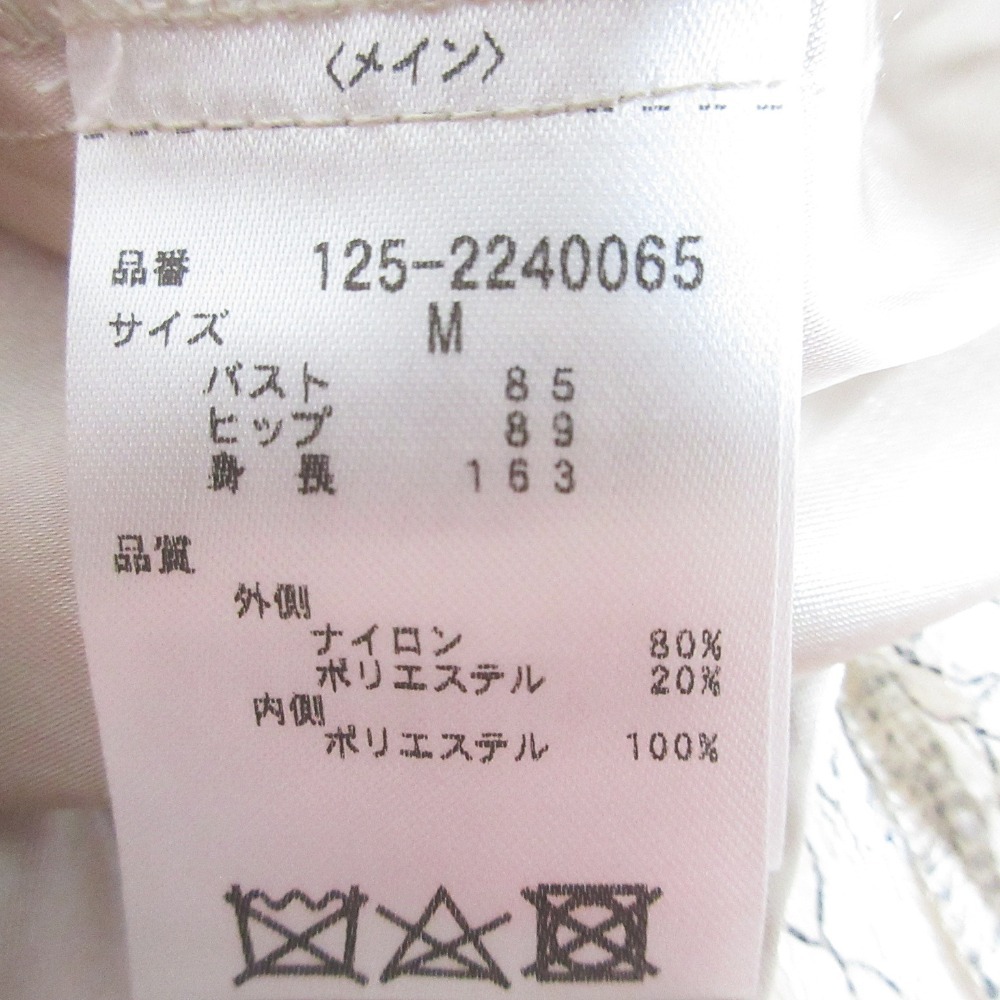 〈メイン〉
品番 125-2240065
サイズ M
バスト 85
ヒップ 89
身長 163
品質
外側
ナイロン 80%
ポリエステル 20%
内側
ポリエステル 100%